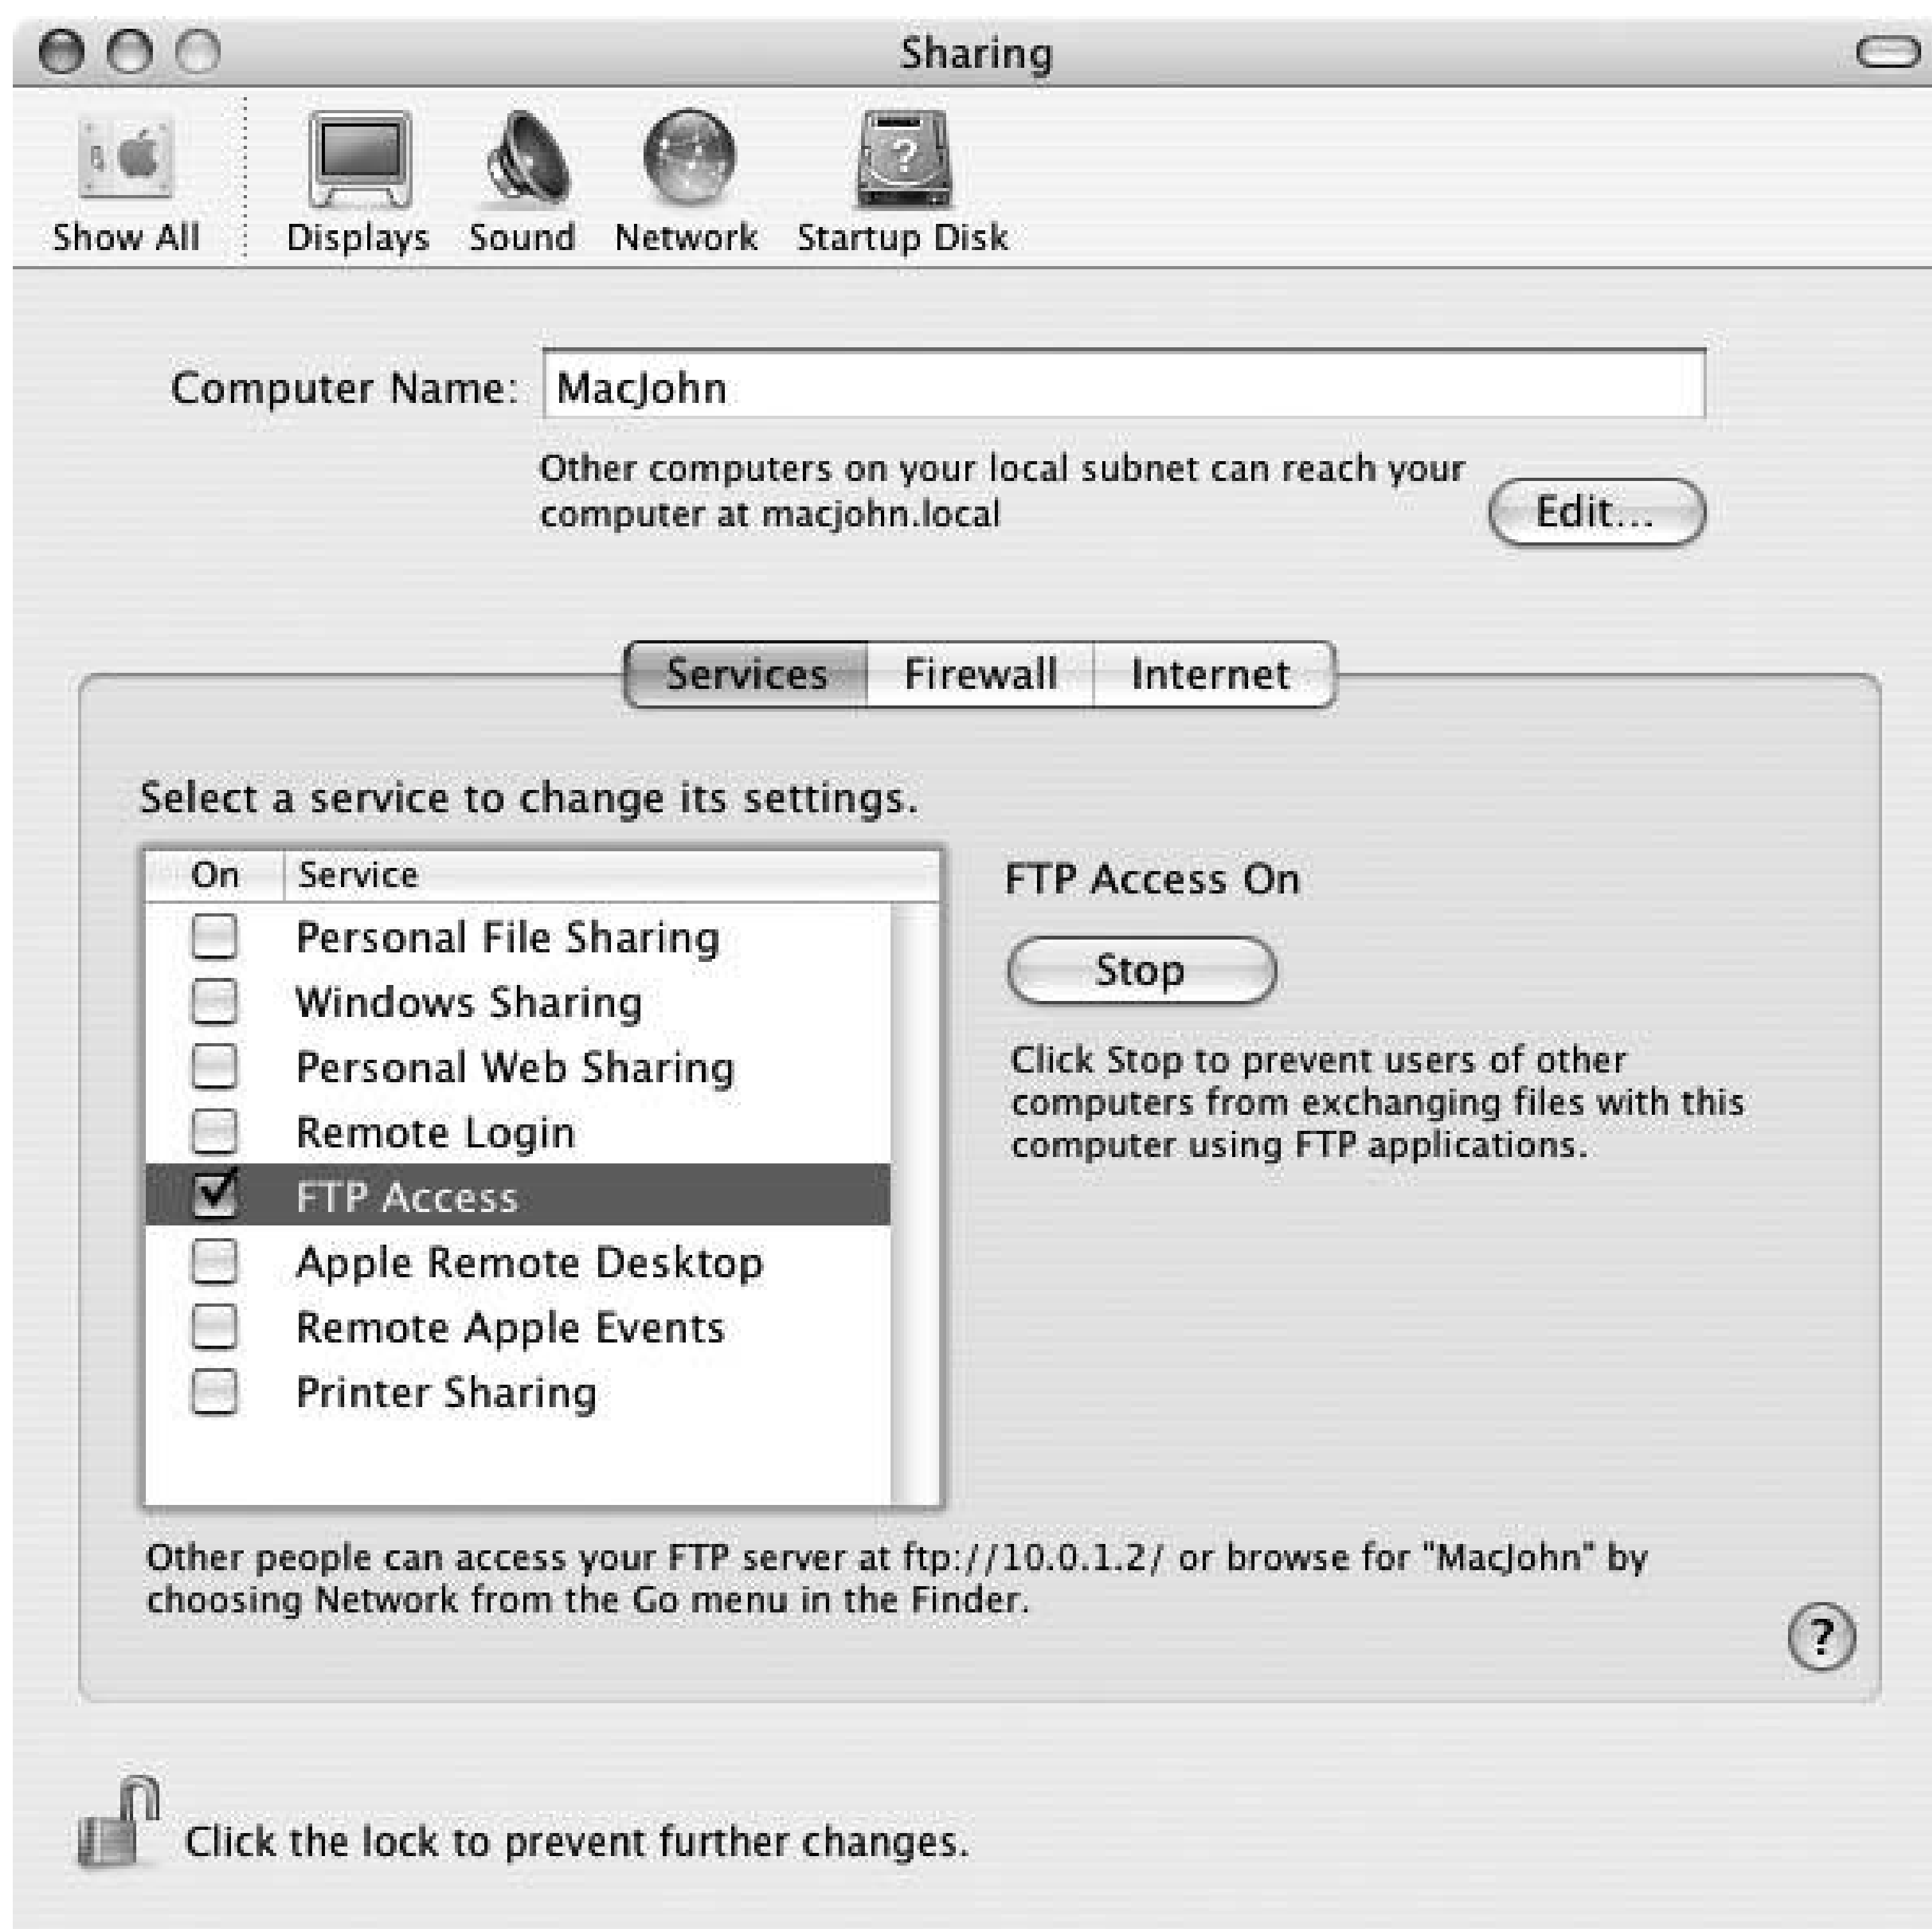 Sharing
Show All
Displays
Sound
Network
Startup Disk
Computer Name: MacJohn
Other computers on your local subnet can reach your
computer at macjohn.local
Edit...
Services
Firewall
Internet
Select a service to change its settings.
On
Service
Personal File Sharing
Windows Sharing
Personal Web Sharing
Remote Login
FTP Access
Apple Remote Desktop
Remote Apple Events
Printer Sharing
FTP Access On
Stop
Click Stop to prevent users of other
computers from exchanging files with this
computer using FTP applications.
Other people can access your FTP server at ftp://10.0.1.2/ or browse for "MacJohn" by
choosing Network from the Go menu in the Finder.
?
Click the lock to prevent further changes.